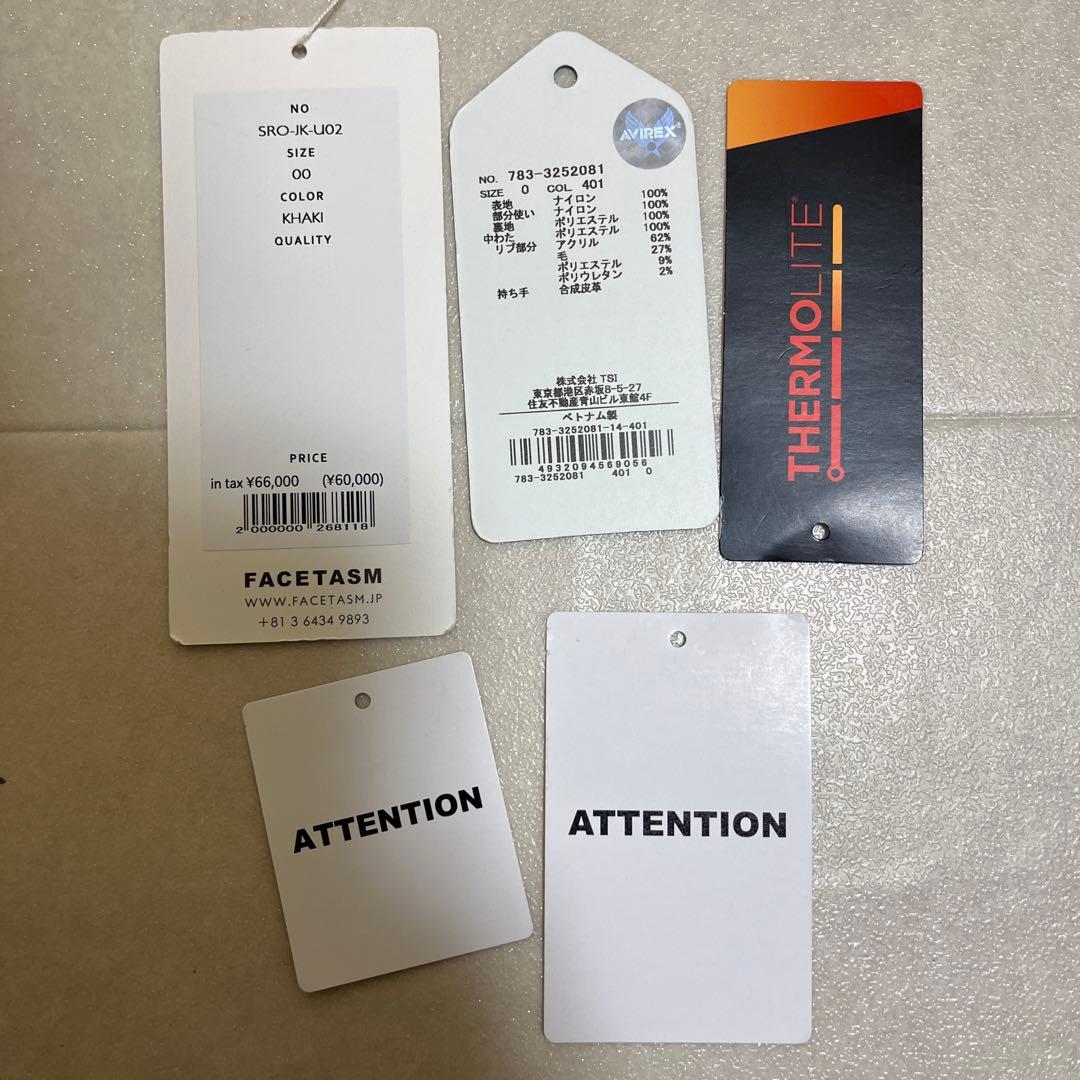 NO
SRO-JK-U02
SIZE
00
COLOR
KHAKI
QUALITY
PRICE
in tax ¥66,000 (¥60,000)
2 000000 268118
FACETASM
WWW.FACETASM.JP
+81 3 6434 9893
AVIREX®
NO. 783-3252081
SIZE 0 COL 401
表地 ナイロン 100%
部分使い ナイロン 100%
裏地 ポリエステル 100%
中わた ポリエステル 100%
リブ部分 アクリル 62%
毛 27%
ポリエステル 9%
ポリウレタン 2%
持ち手 合成皮革
株式会社 TSI
東京都港区赤坂8-5-27
住友不動産青山ビル東館4F
ベトナム製
783-3252081-14-401
4932094569056
783-3252081 401 0
THERMOLITE®
ATTENTION
ATTENTION